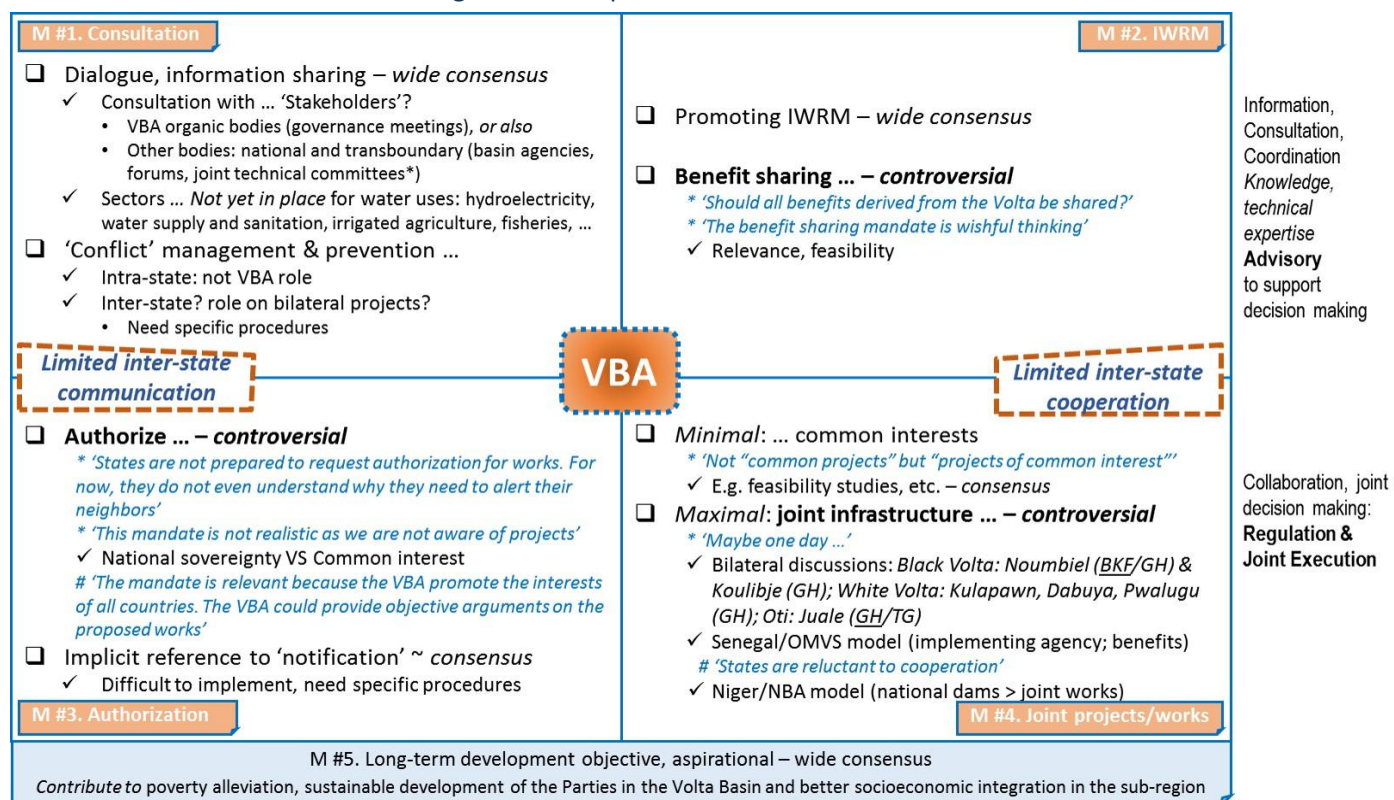 M #1. Consultation
❑ Dialogue, information sharing – wide consensus
✓ Consultation with … ‘Stakeholders’?
• VBA organic bodies (governance meetings), or also
• Other bodies: national and transboundary (basin agencies,
forums, joint technical committees*)
✓ Sectors … Not yet in place for water uses: hydroelectricity,
water supply and sanitation, irrigated agriculture, fisheries, …
❑ ‘Conflict’ management & prevention …
✓ Intra-state: not VBA role
✓ Inter-state? role on bilateral projects?
• Need specific procedures
Limited inter-state
communication
M #2. IWRM
❑ Promoting IWRM – wide consensus
❑ Benefit sharing … – controversial
* ‘Should all benefits derived from the Volta be shared?’
* ‘The benefit sharing mandate is wishful thinking’
✓ Relevance, feasibility
VBA
Limited inter-state
cooperation
Information,
Consultation,
Coordination
Knowledge,
technical
expertise
Advisory
to support
decision making
❑ Authorize … – controversial
* ‘States are not prepared to request authorization for works. For
now, they do not even understand why they need to alert their
neighbors’
* ‘This mandate is not realistic as we are not aware of projects’
✓ National sovereignty VS Common interest
# ‘The mandate is relevant because the VBA promote the interests
of all countries. The VBA could provide objective arguments on the
proposed works’
❑ Implicit reference to ‘notification’ ~ consensus
✓ Difficult to implement, need specific procedures
M #3. Authorization
❑ Minimal: … common interests
* ‘Not “common projects” but “projects of common interest”’
✓ E.g. feasibility studies, etc. – consensus
❑ Maximal: joint infrastructure … – controversial
* ‘Maybe one day …’
✓ Bilateral discussions: Black Volta: Noumbiel (BKF/GH) &
Koulibje (GH); White Volta: Kulapawn, Dabuya, Pwalugu
(GH); Oti: Juale (GH/TG)
✓ Senegal/OMVS model (implementing agency; benefits)
# ‘States are reluctant to cooperation’
✓ Niger/NBA model (national dams > joint works)
M #4. Joint projects/works
Collaboration, joint
decision making:
Regulation &
Joint Execution
M #5. Long-term development objective, aspirational – wide consensus
Contribute to poverty alleviation, sustainable development of the Parties in the Volta Basin and better socioeconomic integration in the sub-region